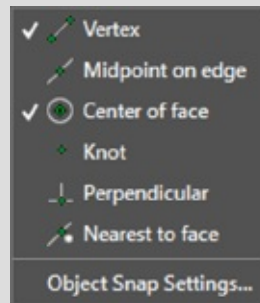 Vertex
Midpoint on edge
Center of face
Knot
Perpendicular
Nearest to face
Object Snap Settings...